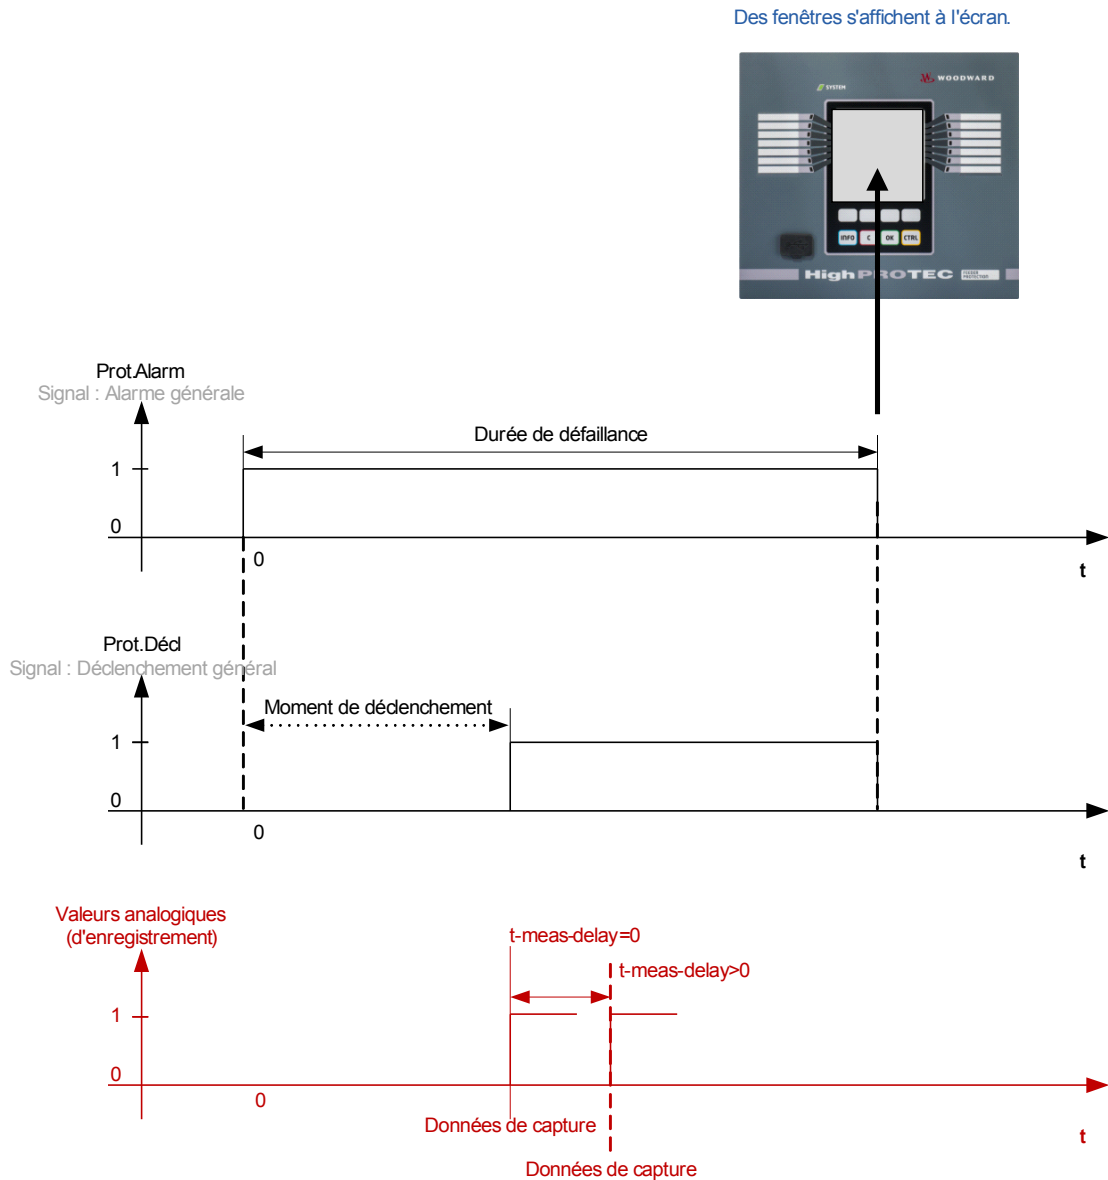 Des fenêtres s'affichent à l'écran.
WOODWARD
SYSTEM
INFO C OK CTRL
HighPROTEC
Prot.Alarm
Signal : Alarme générale
Durée de défaillance
1
0
0
t
Prot.Décl
Signal : Déclenchement général
Moment de déclenchement
1
0
0
t
Valeurs analogiques
(d'enregistrement)
t-meas-delay=0
t-meas-delay>0
1
0
0
Données de capture
t
Données de capture